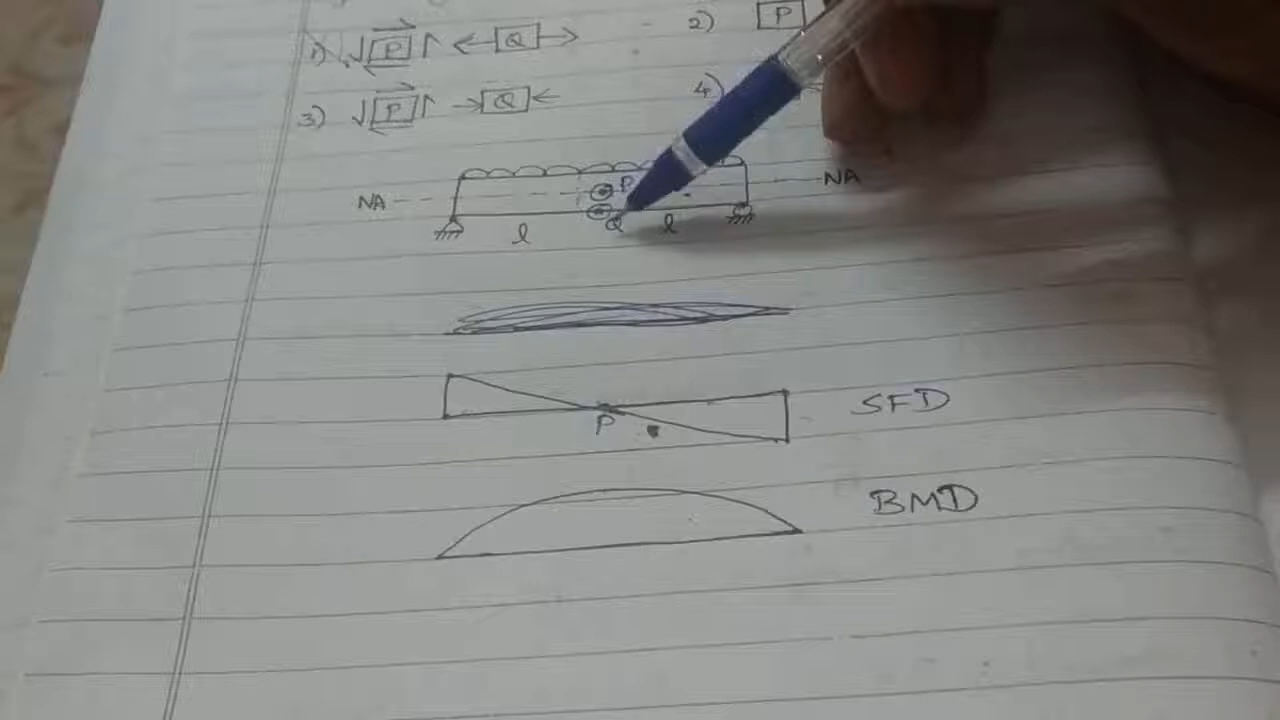 1) P Q
2) P
3) P Q
4)
NA P NA
l Q l
SFD
P
BMD